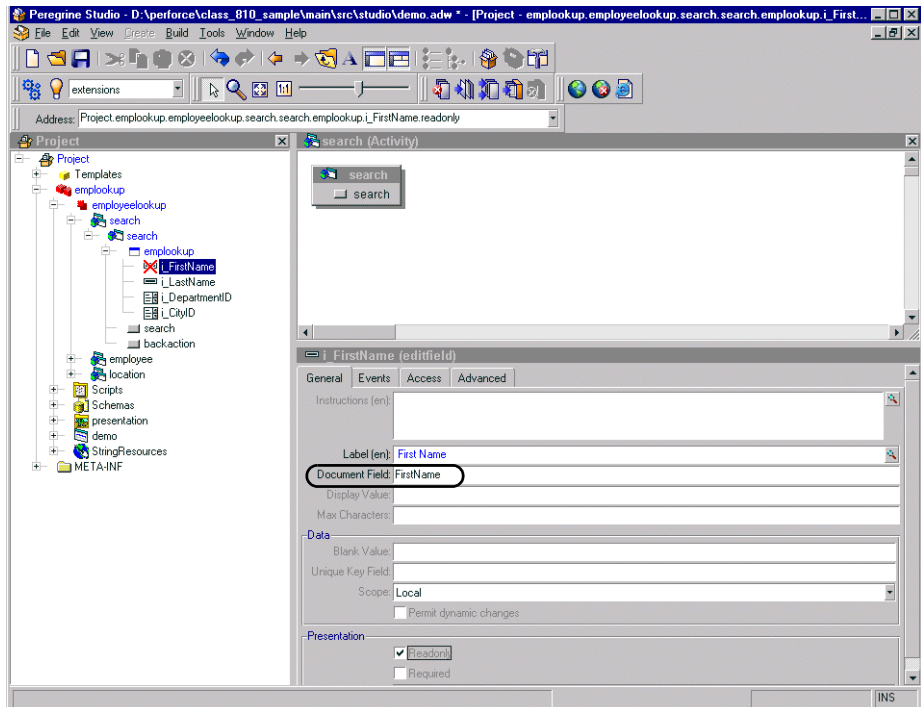 Peregrine Studio - D:\perforce\class_810_sample\main\src\studio\demo.adw * - [Project - emplookup.employeelookup.search.search.emplookup.i_First...
File Edit View Create Build Tools Window Help
A
extensions
1:1
Address: Project.emplookup.employeelookup.search.search.emplookup.i_FirstName.readonly
Project
Project
Templates
emplookup
employeelookup
search
search
emplookup
i_FirstName
i_LastName
i_DepartmentID
i_CityID
search
backaction
employee
location
Scripts
Schemas
presentation
demo
StringResources
META-INF
search (Activity)
search
search
i_FirstName (editfield)
General Events Access Advanced
Instructions (en):
Label (en): First Name
Document Field: FirstName
Display Value:
Max Characters:
Data
Blank Value:
Unique Key Field:
Scope: Local
Permit dynamic changes
Presentation
Readonly
Required
INS